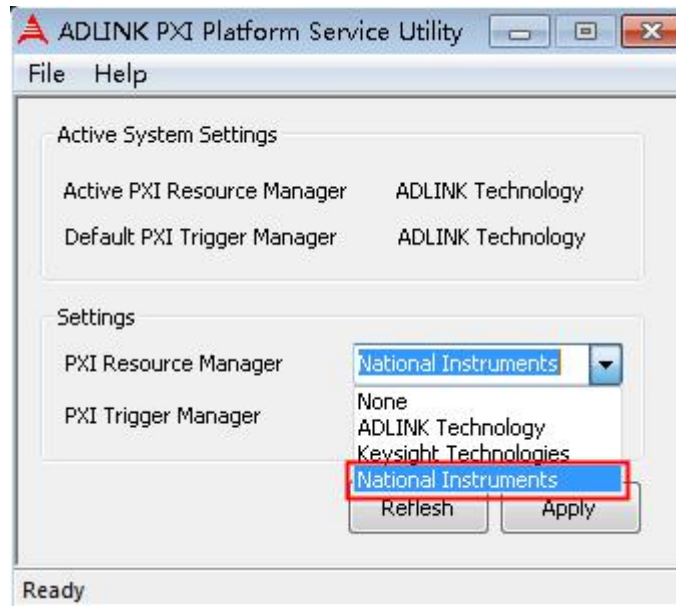 ADLINK PXI Platform Service Utility
File Help
Active System Settings
Active PXI Resource Manager ADLINK Technology
Default PXI Trigger Manager ADLINK Technology
Settings
PXI Resource Manager National Instruments
None
PXI Trigger Manager
ADLINK Technology
Keysight Technologies
National Instruments
Reflesh Apply
Ready